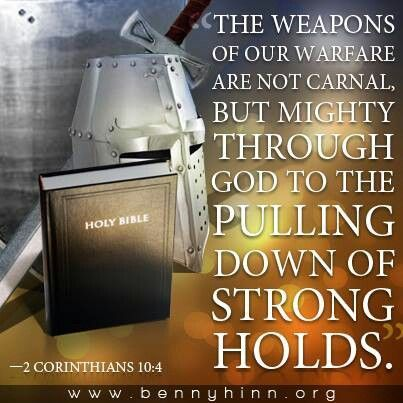 “THE WEAPONS
OF OUR WARFARE
ARE NOT CARNAL,
BUT MIGHTY
THROUGH
GOD TO THE
PULLING
DOWN OF
STRONG
HOLDS.”
HOLY BIBLE
—2 CORINTHIANS 10:4
www.bennyhinn.org